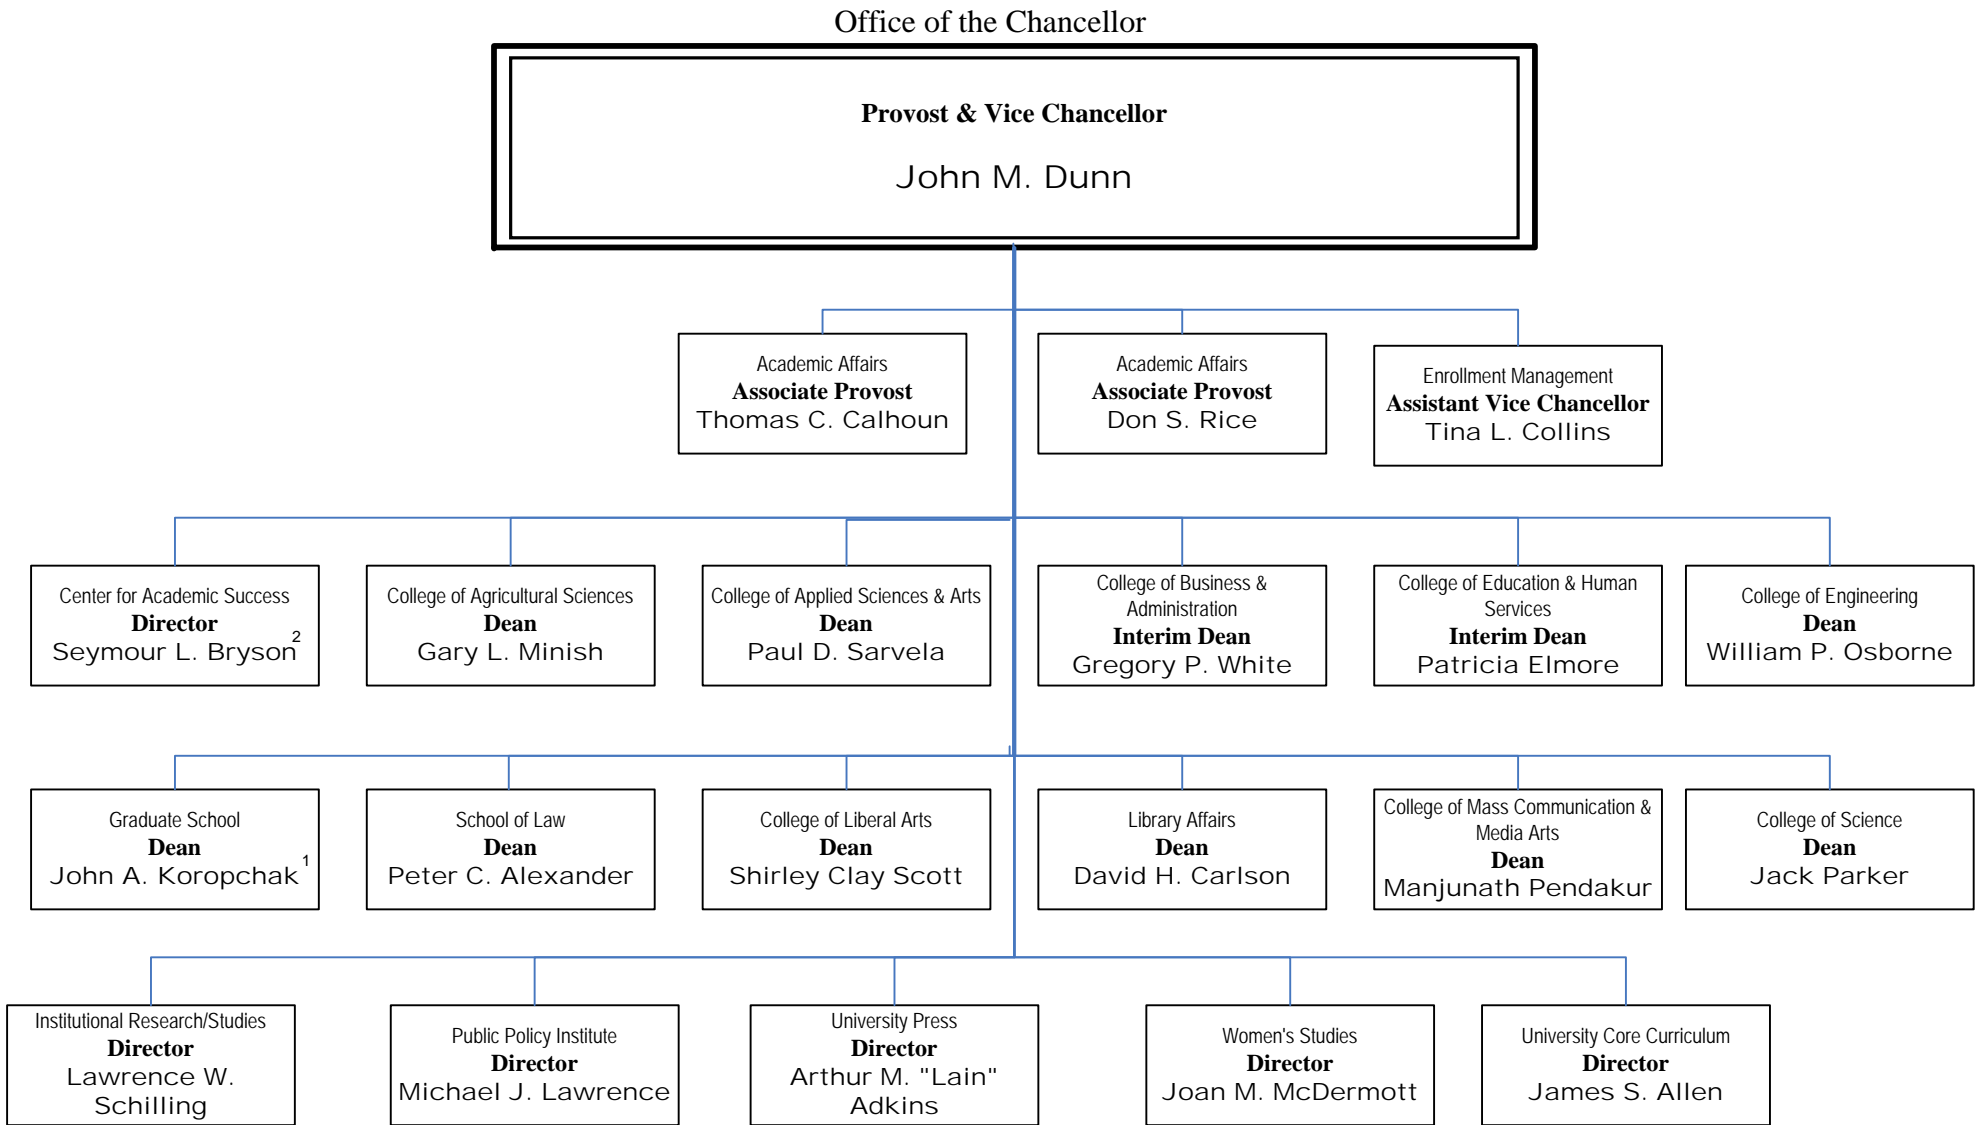 Office of the Chancellor
Provost & Vice Chancellor
John M. Dunn
Academic Affairs
Associate Provost
Thomas C. Calhoun
Academic Affairs
Associate Provost
Don S. Rice
Enrollment Management
Assistant Vice Chancellor
Tina L. Collins
Center for Academic Success
Director
Seymour L. Bryson2
College of Agricultural Sciences
Dean
Gary L. Minish
College of Applied Sciences & Arts
Dean
Paul D. Sarvela
College of Business &
Administration
Interim Dean
Gregory P. White
College of Education & Human
Services
Interim Dean
Patricia Elmore
College of Engineering
Dean
William P. Osborne
Graduate School
Dean
John A. Koropchak1
School of Law
Dean
Peter C. Alexander
College of Liberal Arts
Dean
Shirley Clay Scott
Library Affairs
Dean
David H. Carlson
College of Mass Communication &
Media Arts
Dean
Manjunath Pendakur
College of Science
Dean
Jack Parker
Institutional Research/Studies
Director
Lawrence W.
Schilling
Public Policy Institute
Director
Michael J. Lawrence
University Press
Director
Arthur M. "Lain"
Adkins
Women's Studies
Director
Joan M. McDermott
University Core Curriculum
Director
James S. Allen